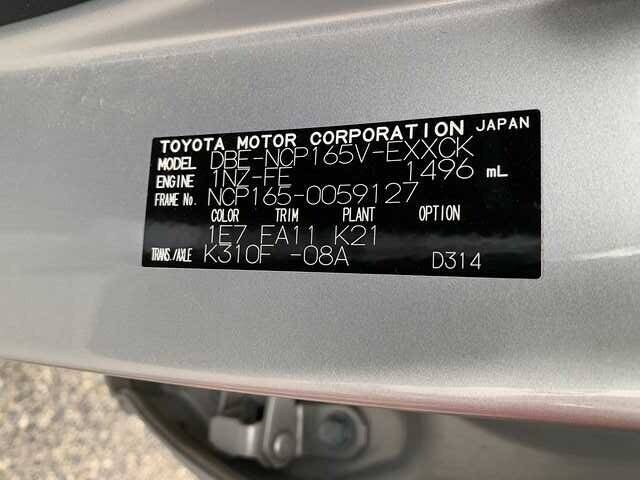 TOYOTA MOTOR CORPORATION JAPAN
MODEL DBE-NCP165V-EXXCK
ENGINE 1NZ-FE 1496 mL
FRAME No. NCP165-0059127
COLOR TRIM PLANT OPTION
1E7 FA11 K21
TRANS./AXLE K310F -08A D314